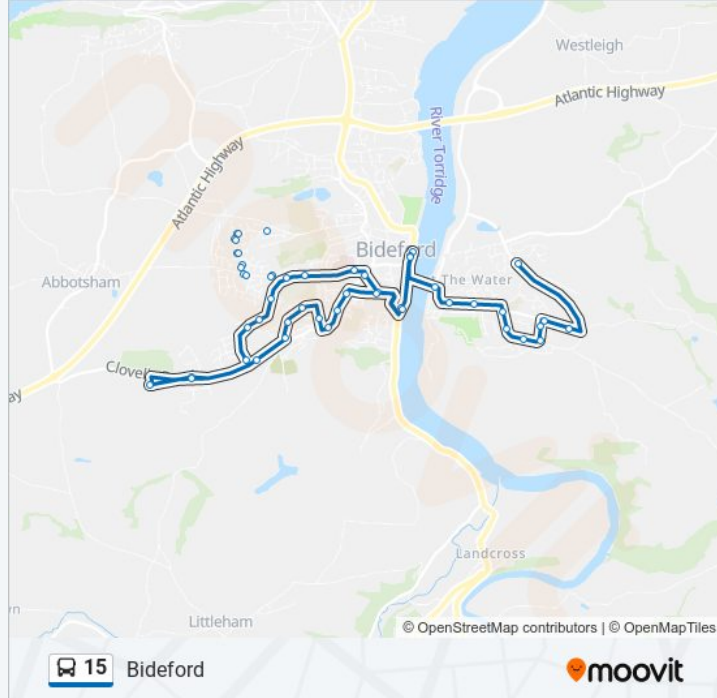 Westleigh
Atlantic Highway
River Torridge
Atlantic Highway
Bideford
Abbotsham
The Water
Clovell
ay
Landcross
Littleham
© OpenStreetMap contributors | © OpenMapTiles
15 Bideford
moovit